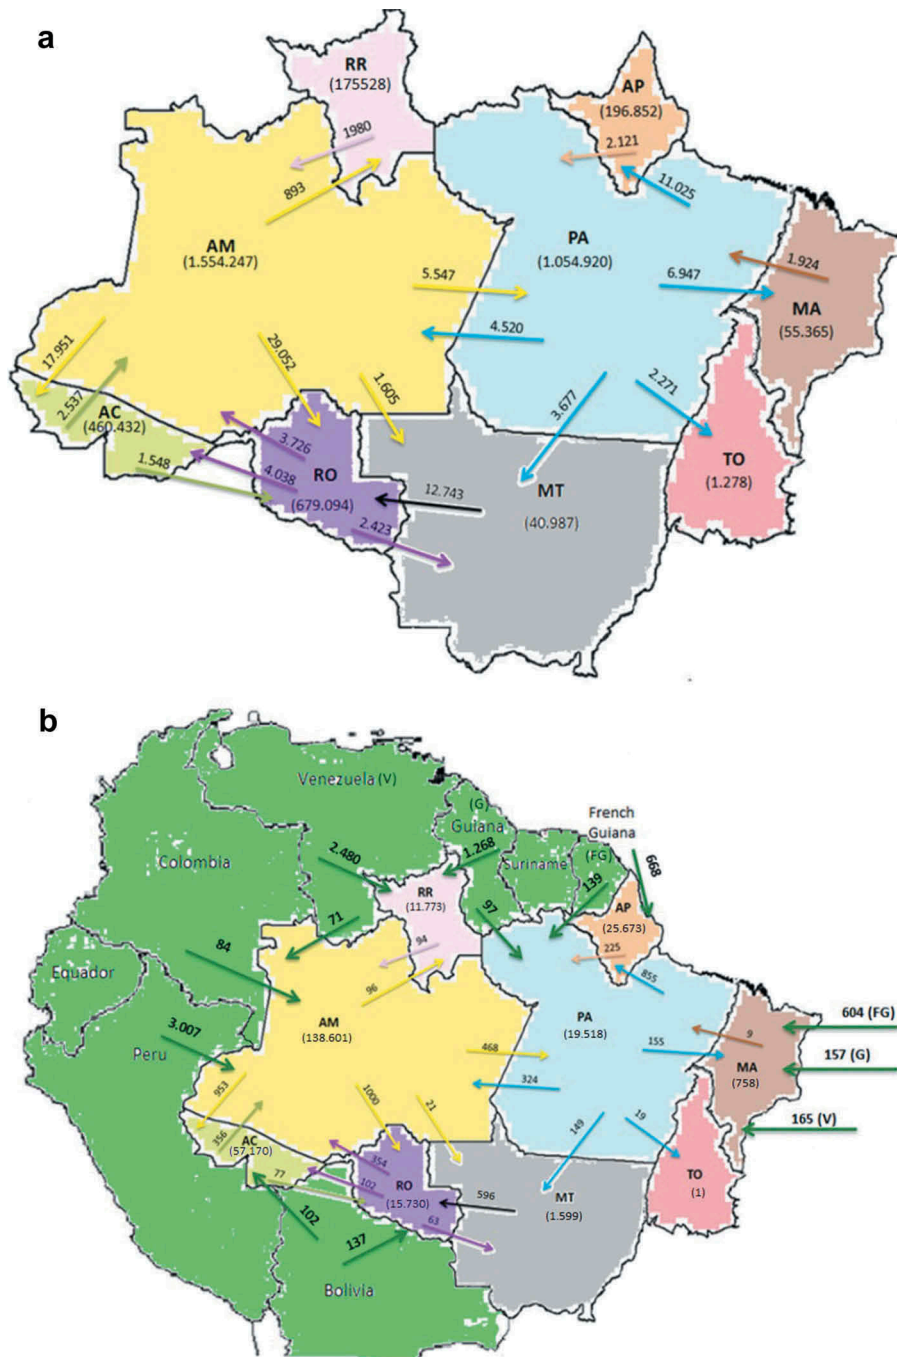 a
RR
(175528)
AP
(196.852)
1980
2.121
893
11.025
AM
(1.554.247)
PA
(1.054.920)
5.547
6.947
1.924
MA
(55.365)
4.520
17.951
29.052
1.605
2.537
AC
(460.432)
3.677
2.271
3.726
1.548
4.038
RO
(679.094)
12.743
MT
(40.987)
TO
(1.278)
2.423
b
Venezuela (V)
(G)
Guiana
French
Guiana
(FG)
Colombia
Suriname
2.480
1.268
668
139
RR
(11.773)
AP
(25.673)
71
97
84
94
225
Equador
96
855
3.007
AM
(138.601)
PA
(19.518)
604 (FG)
Peru
468
155
9
MA
(758)
157 (G)
953
324
1000
21
165 (V)
356
AC
(57.170)
149
19
354
77
102
RO
(15.730)
596
MT
(1.599)
TO
(1)
63
102
137
Bolivia